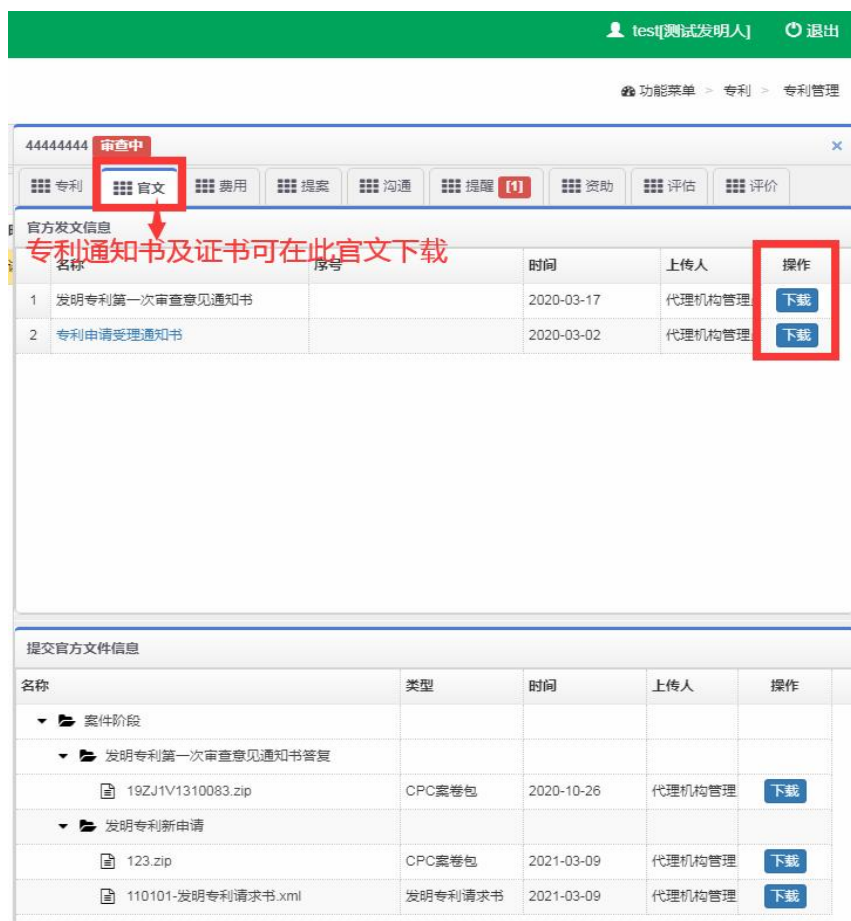 test[测试发明人] 退出
功能菜单 > 专利 > 专利管理
44444444 审查中 ×
专利 官文 费用 提案 沟通 提醒 [1] 资助 评估 评价
官方发文信息
专利通知书及证书可在此官文下载
名称 序号 时间 上传人 操作
1 发明专利第一次审查意见通知书 2020-03-17 代理机构管理 下载
2 专利申请受理通知书 2020-03-02 代理机构管理 下载
提交官方文件信息
名称 类型 时间 上传人 操作
案件阶段
发明专利第一次审查意见通知书答复
19ZJ1V1310083.zip CPC案卷包 2020-10-26 代理机构管理 下载
发明专利新申请
123.zip CPC案卷包 2021-03-09 代理机构管理 下载
110101-发明专利请求书.xml 发明专利请求书 2021-03-09 代理机构管理 下载